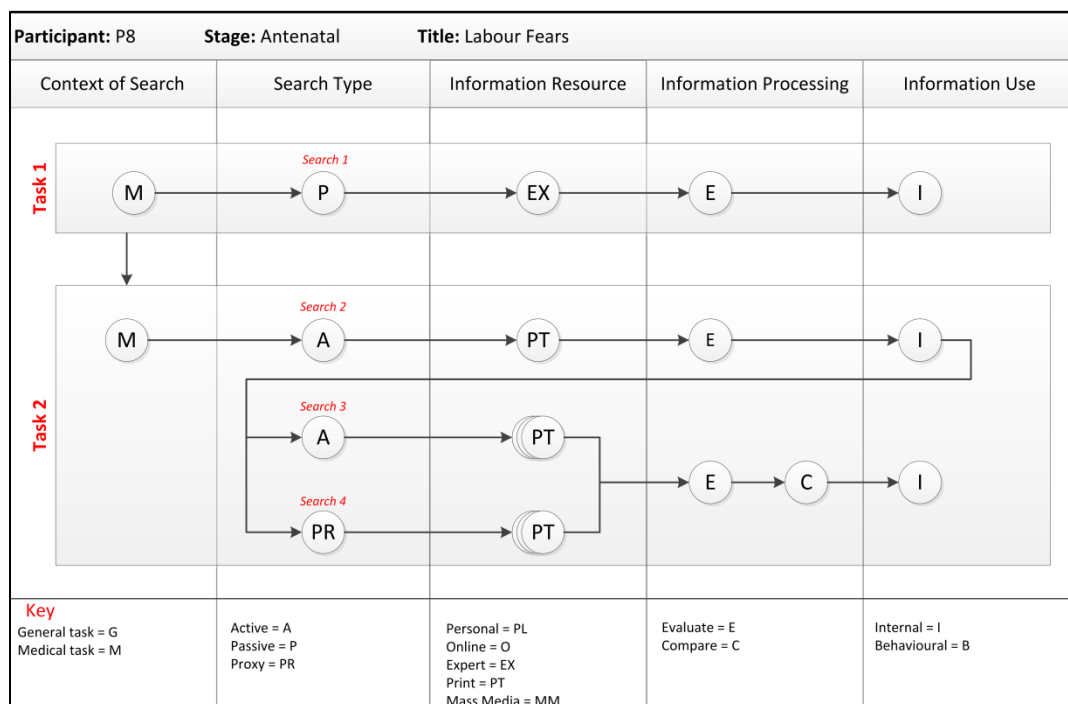 Participant: P8 Stage: Antenatal Title: Labour Fears
Context of Search Search Type Information Resource Information Processing Information Use
Task 1
Search 1
M P EX E I
Task 2
Search 2
M A PT E I
Search 3
A PT
E C I
Search 4
PR PT
Key
General task = G
Medical task = M
Active = A
Passive = P
Proxy = PR
Personal = PL
Online = O
Expert = EX
Print = PT
Mass Media = MM
Evaluate = E
Compare = C
Internal = I
Behavioural = B